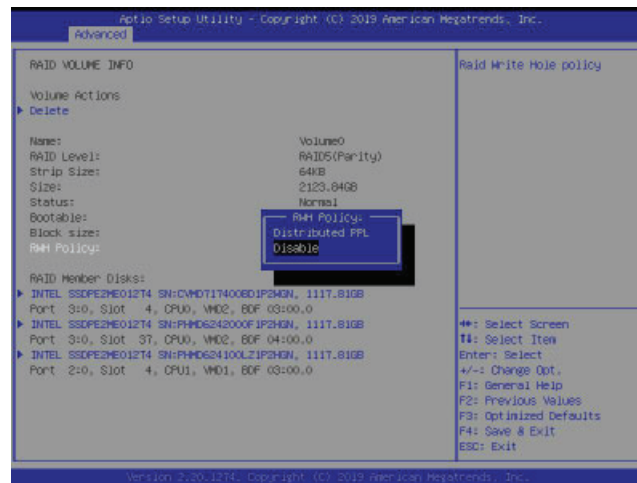 Aptio Setup Utility - Copyright (C) 2019 American Megatrends, Inc.
Advanced
RAID VOLUME INFO
Raid Write Hole policy
Volume Actions
Delete
Name: Volume0
RAID Level: RAID5(Parity)
Strip Size: 64KB
Size: 2123.84GB
Status: Normal
Bootable:
Block size:
RWH Policy:
RWH Policy:
Distributed PPL
Disable
RAID Member Disks:
INTEL SSDPE2ME012T4 SN:CVMD7174008D1P2HGN, 1117.81GB
Port 3:0, Slot 4, CPU0, VMD2, BDF 03:00.0
INTEL SSDPE2ME012T4 SN:PHMD6242000F1P2HGN, 1117.81GB
Port 3:0, Slot 37, CPU0, VMD2, BDF 04:00.0
INTEL SSDPE2ME012T4 SN:PHMD624100LZ1P2HGN, 1117.81GB
Port 2:0, Slot 4, CPU1, VMD1, BDF 03:00.0
: Select Screen
: Select Item
Enter: Select
+/-: Change Opt.
F1: General Help
F2: Previous Values
F3: Optimized Defaults
F4: Save & Exit
ESC: Exit
Version 2.20.1274. Copyright (C) 2019 American Megatrends, Inc.